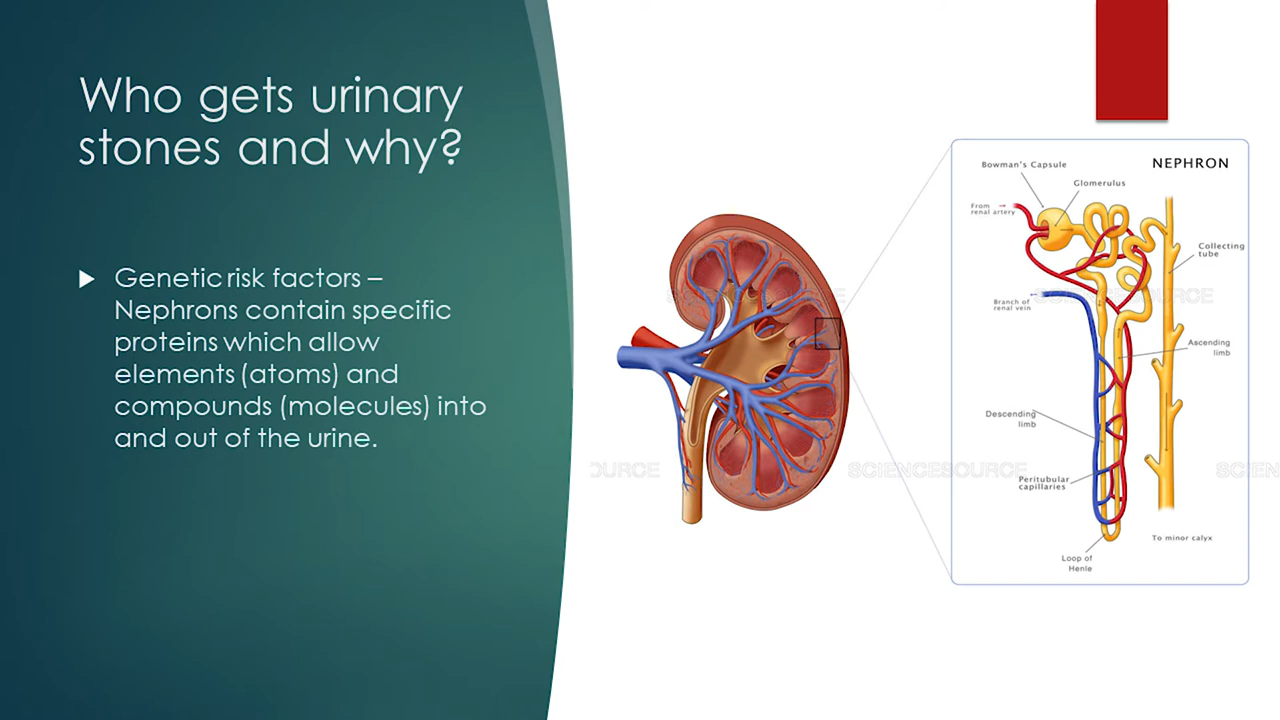 Who gets urinary
stones and why?
Genetic risk factors –
Nephrons contain specific
proteins which allow
elements (atoms) and
compounds (molecules) into
and out of the urine.
NEPHRON
Bowman's Capsule
Glomerulus
From
renal artery
Collecting
tube
Branch of
renal vein
Ascending
limb
Descending
limb
Peritubular
capillaries
To minor calyx
Loop of
Henle
OURCE
SCIENCESOURCE
SCIEN